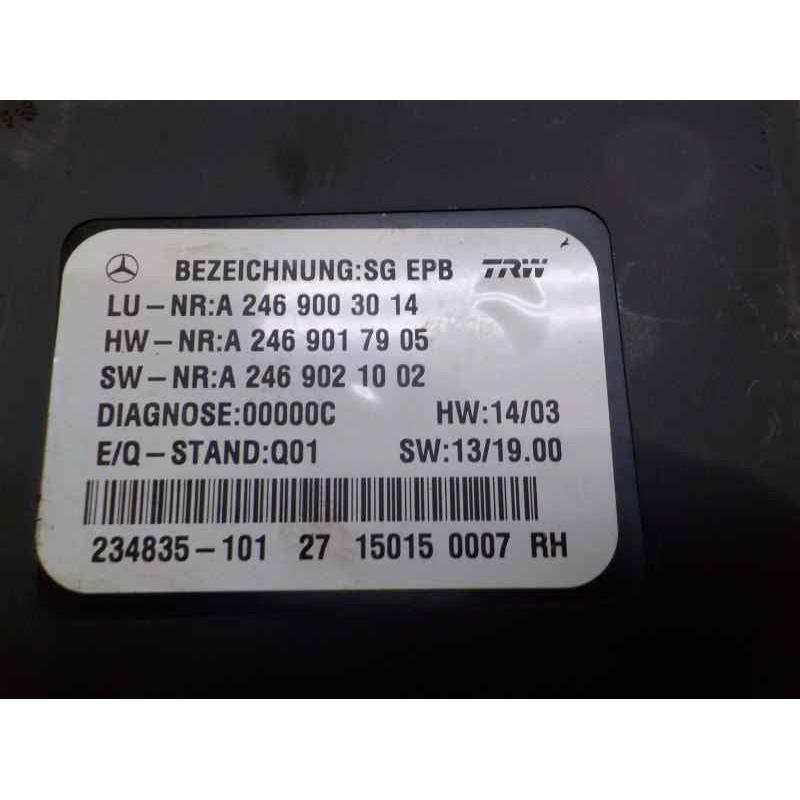 BEZEICHNUNG:SG EPB TRW
LU-NR:A 246 900 30 14
HW-NR:A 246 901 79 05
SW-NR:A 246 902 10 02
DIAGNOSE:00000C HW:14/03
E/Q-STAND:Q01 SW:13/19.00
234835-101 27 15015 0007 RH